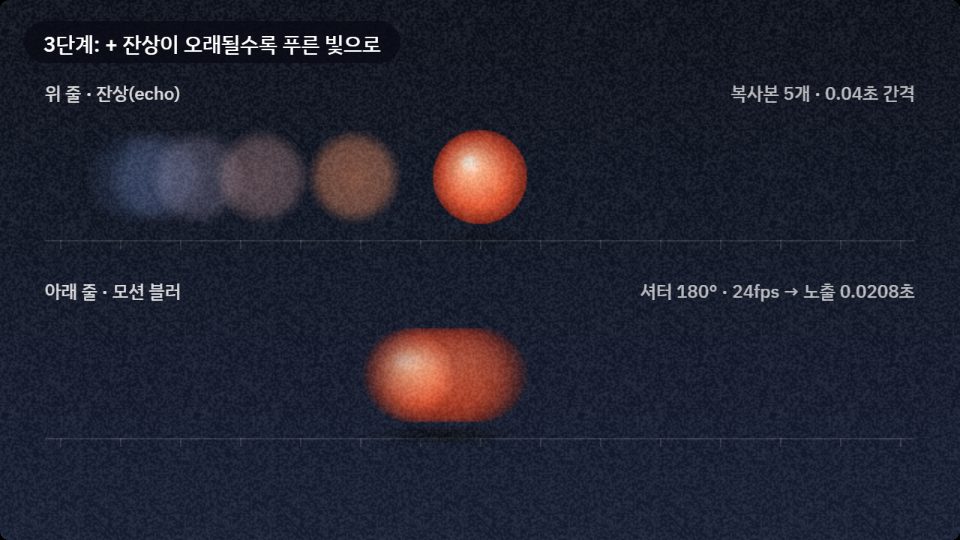 3단계: + 잔상이 오래될수록 푸른 빛으로
위 줄 · 잔상(echo)
복사본 5개 · 0.04초 간격
아래 줄 · 모션 블러
셔터 180° · 24fps → 노출 0.0208초